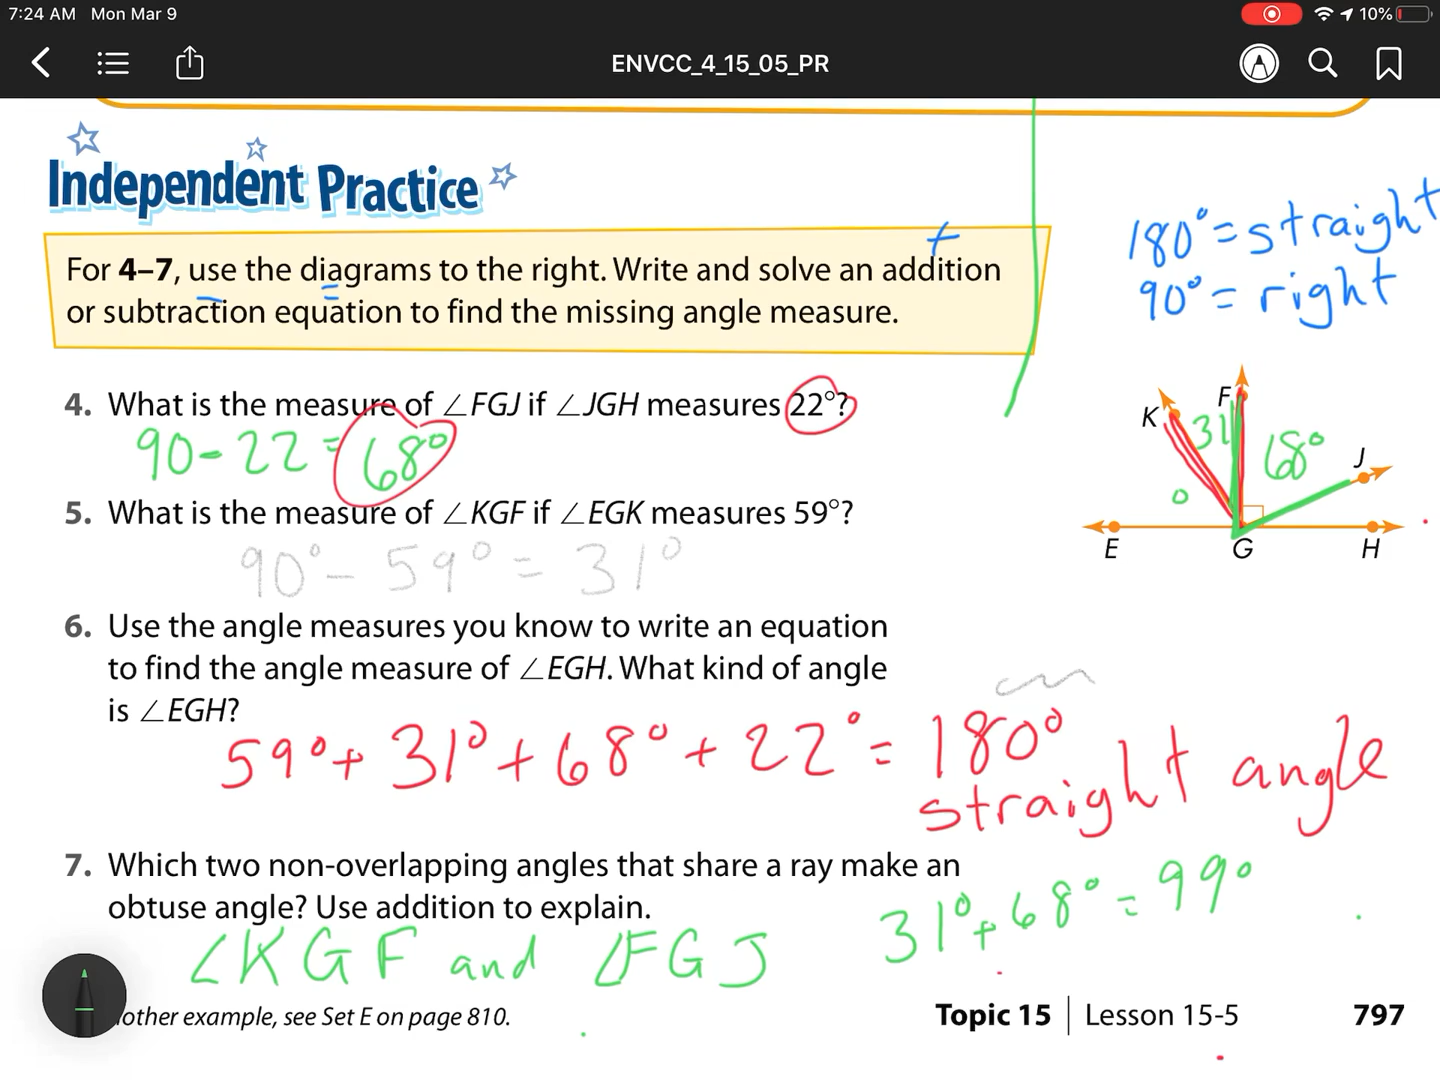 7:24 AM Mon Mar 9
10%
ENVCC_4_15_05_PR
Independent Practice
180° = straight
90° = right
+
For 4–7, use the diagrams to the right. Write and solve an addition
or subtraction equation to find the missing angle measure.
4. What is the measure of ∠FGJ if ∠JGH measures 22°?
90 - 22 = 68°
5. What is the measure of ∠KGF if ∠EGK measures 59°?
90° - 59° = 31°
K F 31 68° J
E G H
6. Use the angle measures you know to write an equation
to find the angle measure of ∠EGH. What kind of angle
is ∠EGH?
59° + 31° + 68° + 22° = 180°
straight angle
7. Which two non-overlapping angles that share a ray make an
obtuse angle? Use addition to explain.
31° + 68° = 99°
∠KGF and ∠FGJ
other example, see Set E on page 810.
Topic 15 | Lesson 15-5 797